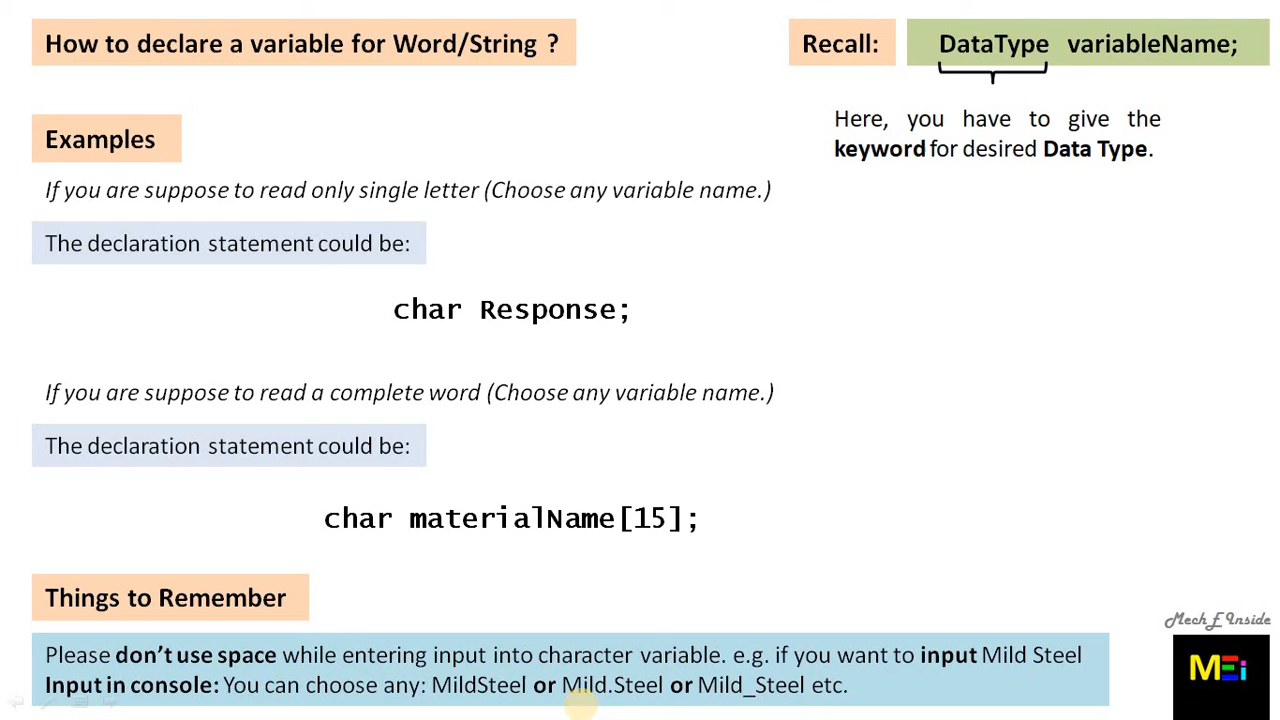 How to declare a variable for Word/String ?
Recall:
DataType variableName;
Here, you have to give the
keyword for desired Data Type.
Examples
If you are suppose to read only single letter (Choose any variable name.)
The declaration statement could be:
char Response;
If you are suppose to read a complete word (Choose any variable name.)
The declaration statement could be:
char materialName[15];
Things to Remember
Please don't use space while entering input into character variable. e.g. if you want to input Mild Steel
Input in console: You can choose any: MildSteel or Mild.Steel or Mild_Steel etc.
Mech E Inside
MEi